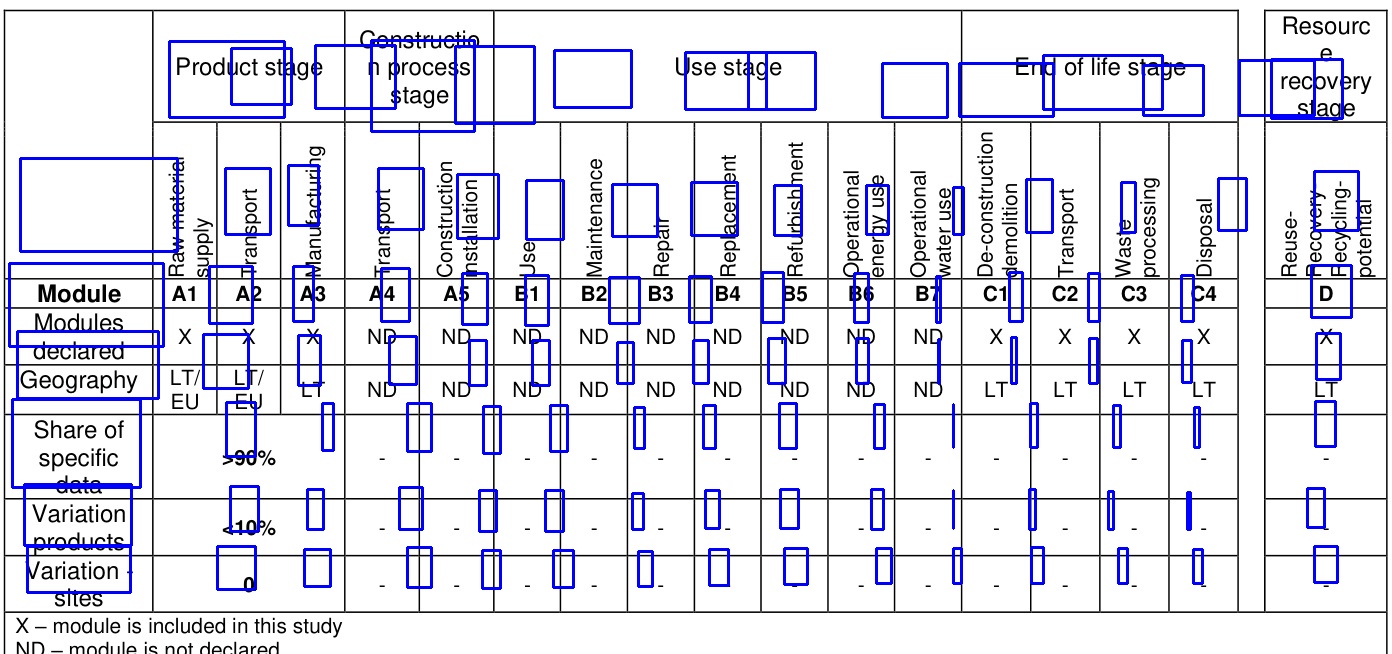 Product stage Constructio n process stage Use stage End of life stage Resourc e recovery stage
Raw material supply Transport Manufacturing Transport Construction installation Use Maintenance Repair Replacement Refurbishment Operational energy use Operational water use De-construction demolition Transport Waste processing Disposal Reuse- Recovery- Recycling- potential
Module A1 A2 A3 A4 A5 B1 B2 B3 B4 B5 B6 B7 C1 C2 C3 C4 D
Modules declared X X X ND ND ND ND ND ND ND ND ND X X X X X
Geography LT/ EU LT/ EU LT ND ND ND ND ND ND ND ND ND LT LT LT LT LT
Share of specific data >90% - - - - - - - - - - - - - -
Variation products <10% - - - - - - - - - - - - - -
Variation - sites 0 - - - - - - - - - - - - - -
X – module is included in this study
ND – module is not declared